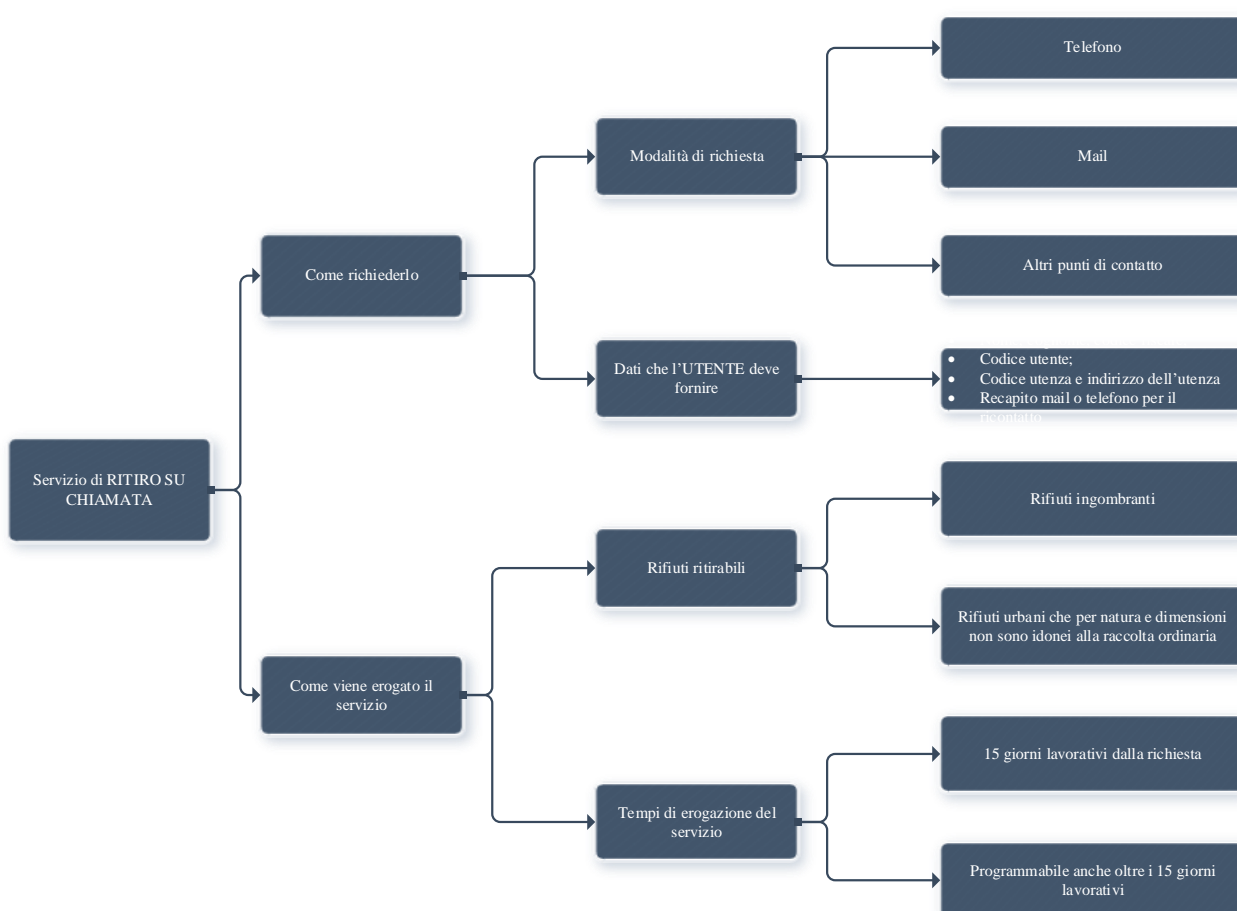 Telefono
Modalità di richiesta
Mail
Come richiederlo
Altri punti di contatto
Dati che l'UTENTE deve
fornire
• Codice utente;
• Codice utenza e indirizzo dell'utenza
• Recapito mail o telefono per il
ricontatto
Servizio di RITIRO SU
CHIAMATA
Rifiuti ingombranti
Rifiuti ritirabili
Rifiuti urbani che per natura e dimensioni
non sono idonei alla raccolta ordinaria
Come viene erogato il
servizio
15 giorni lavorativi dalla richiesta
Tempi di erogazione del
servizio
Programmabile anche oltre i 15 giorni
lavorativi